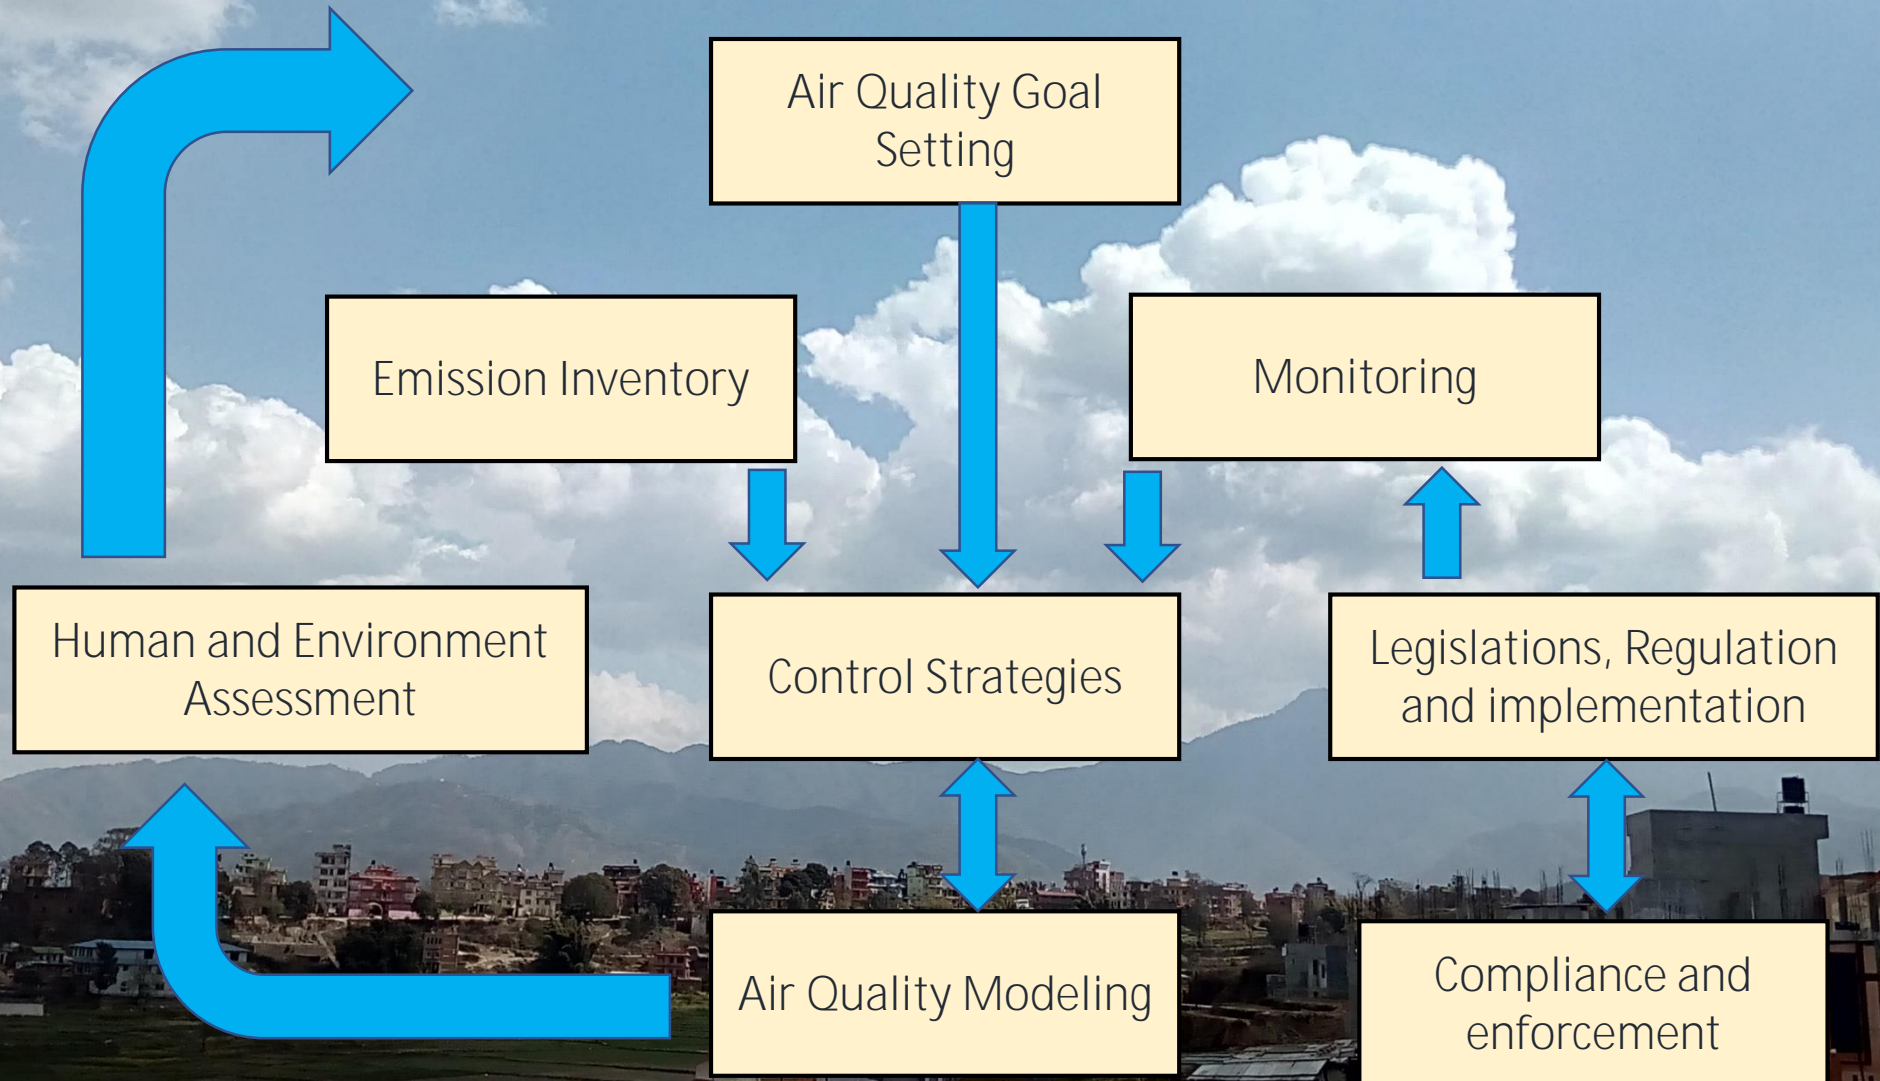 Air Quality Goal
Setting
Emission Inventory
Monitoring
Human and Environment
Assessment
Control Strategies
Legislations, Regulation
and implementation
Air Quality Modeling
Compliance and
enforcement